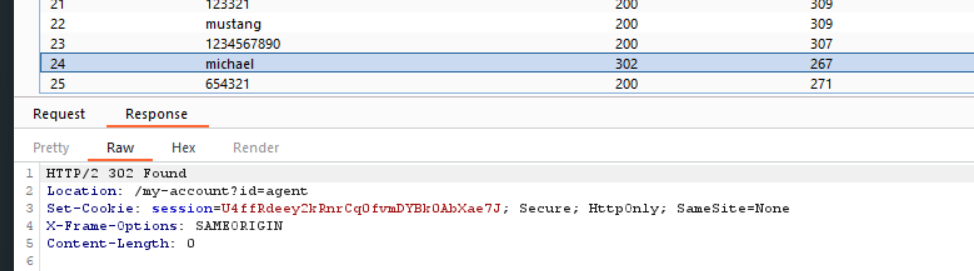 21 123321 200 309
22 mustang 200 309
23 1234567890 200 307
24 michael 302 267
25 654321 200 271
Request Response
Pretty Raw Hex Render
1 HTTP/2 302 Found
2 Location: /my-account?id=agent
3 Set-Cookie: session=U4ffRdeey2kRnrCq0fvmDYBk0AbXae7J; Secure; HttpOnly; SameSite=None
4 X-Frame-Options: SAMEORIGIN
5 Content-Length: 0
6